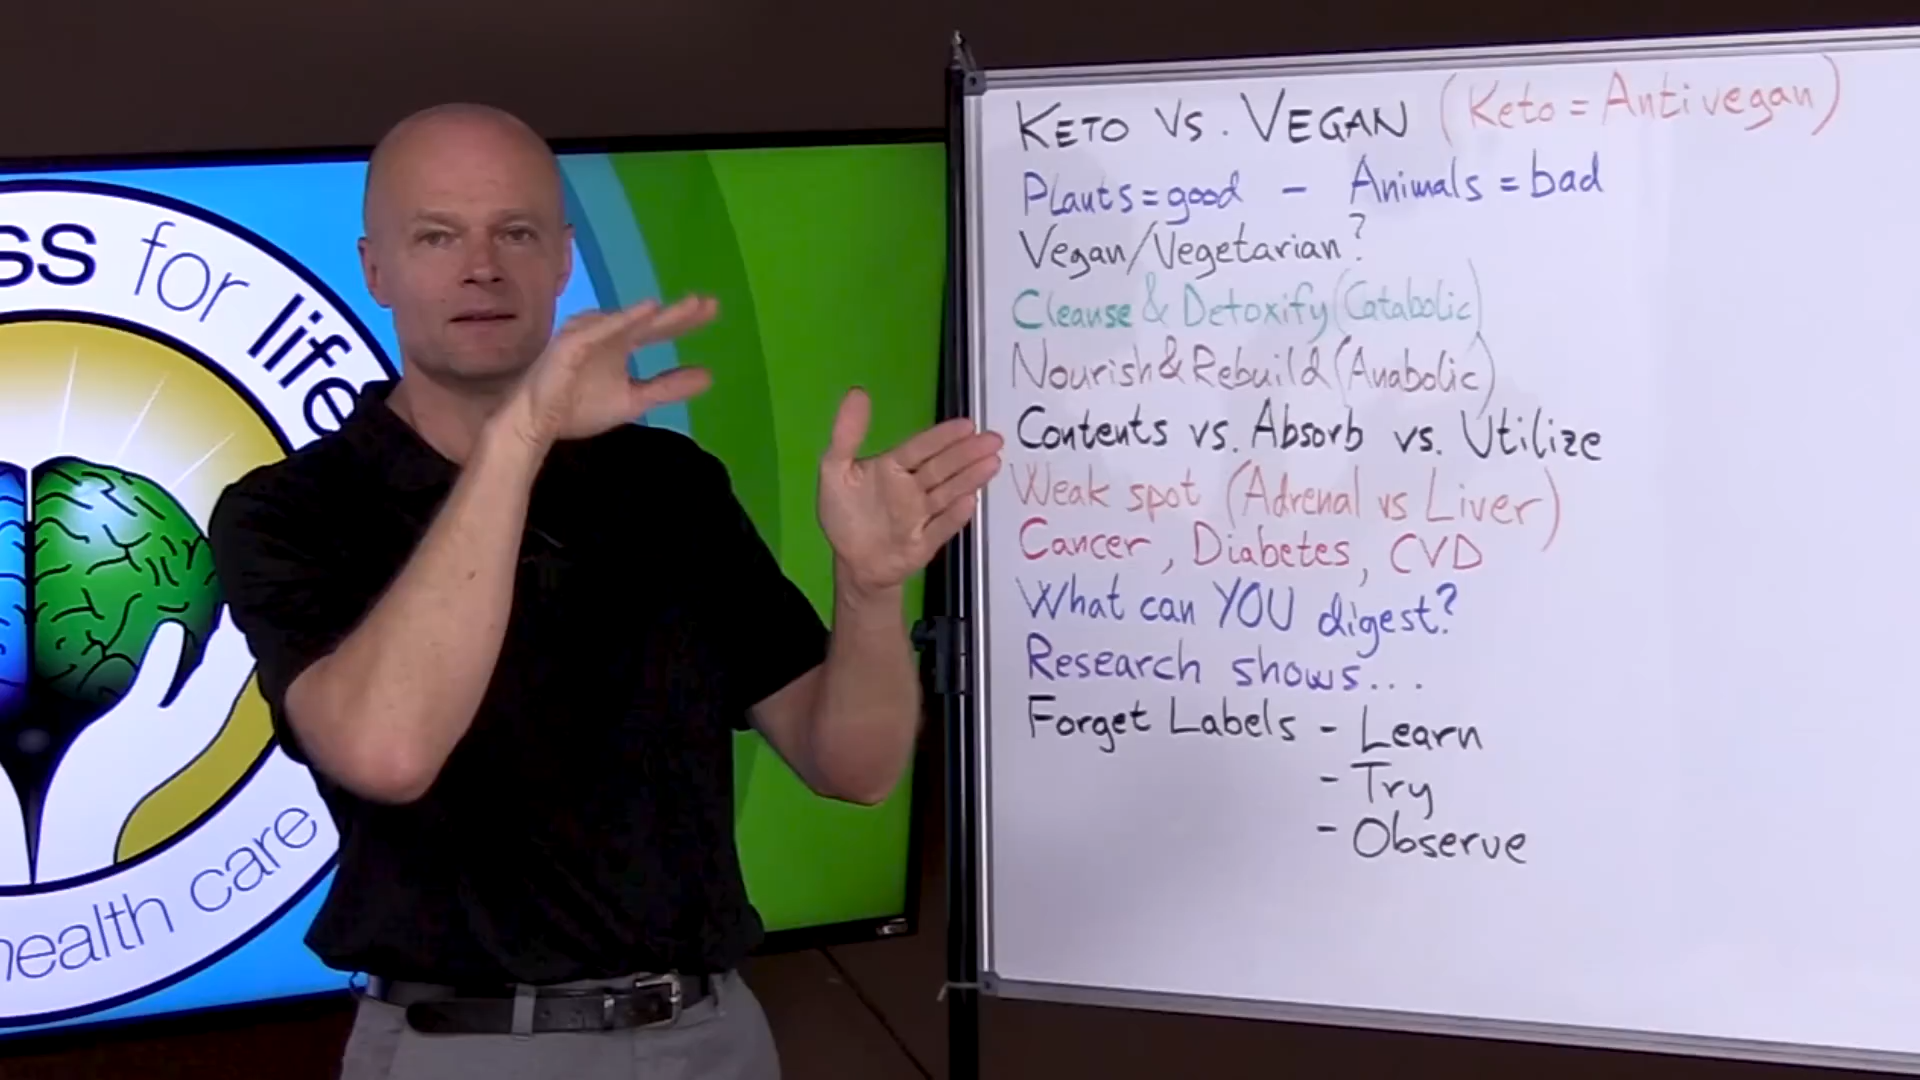 ss for life
health care
KETO VS. VEGAN (Keto = Antivegan)
Plants = good - Animals = bad
Vegan/Vegetarian?
Cleanse & Detoxify (Catabolic)
Nourish & Rebuild (Anabolic)
Contents vs. Absorb vs. Utilize
Weak spot (Adrenal vs Liver)
Cancer, Diabetes, CVD
What can YOU digest?
Research shows...
Forget Labels - Learn
- Try
- Observe